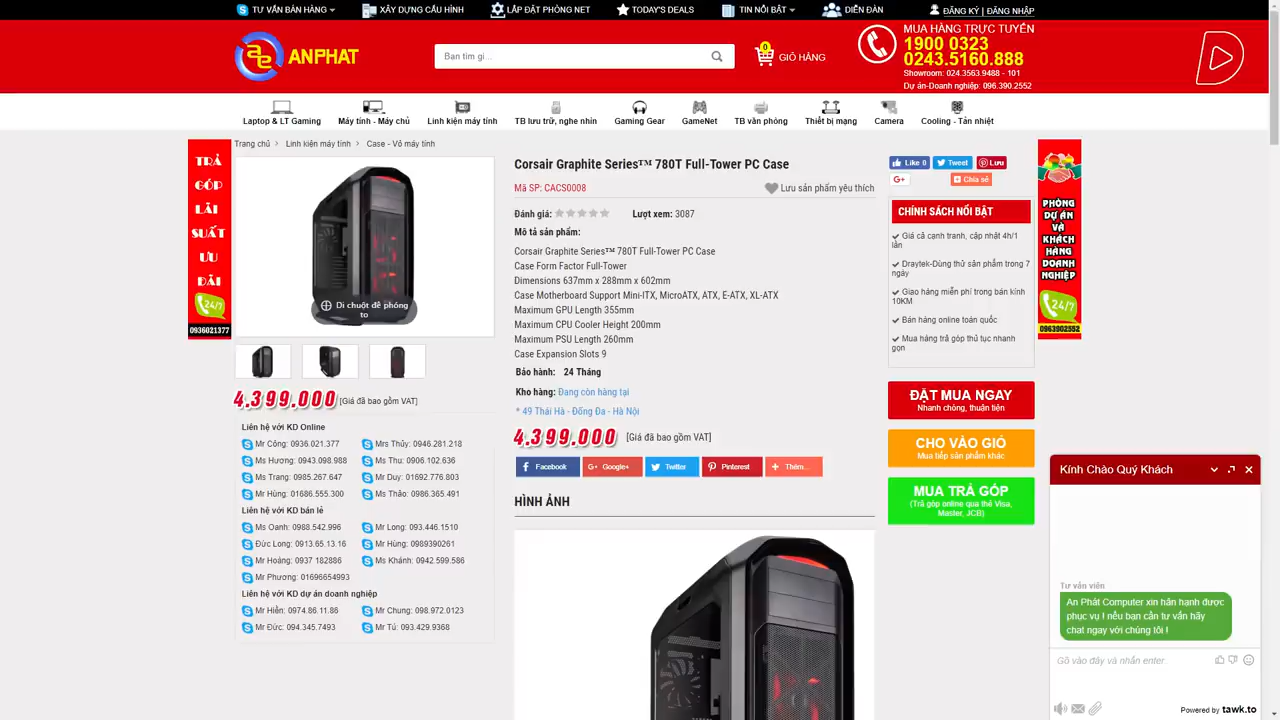 TƯ VẤN BÁN HÀNG
XÂY DỰNG CẤU HÌNH
LẮP ĐẶT PHÒNG NET
TODAY'S DEALS
TIN NỔI BẬT
DIỄN ĐÀN
ĐĂNG KÝ | ĐĂNG NHẬP
ANPHAT
Bạn tìm gì...
0
GIỎ HÀNG
MUA HÀNG TRỰC TUYẾN
1900 0323
0243.5160.888
Showroom: 024.3563.9488 - 101
Dự án-Doanh nghiệp: 096.390.2552
Laptop & LT Gaming
Máy tính - Máy chủ
Linh kiện máy tính
TB lưu trữ, nghe nhìn
Gaming Gear
GameNet
TB văn phòng
Thiết bị mạng
Camera
Cooling - Tản nhiệt
TRẢ
GÓP
LÃI
SUẤT
ƯU
ĐÃI
24/7
0936021377
Trang chủ > Linh kiện máy tính > Case - Vỏ máy tính
Di chuột để phóng
to
4.399.000 [Giá đã bao gồm VAT]
Liên hệ với KD Online
Mr Công: 0936.021.377
Mrs Thủy: 0946.281.218
Ms Hương: 0943.098.988
Ms Thu: 0906.102.636
Ms Trang: 0985.267.647
Mr Duy: 01692.776.803
Mr Hùng: 01686.555.300
Ms Thảo: 0986.365.491
Liên hệ với KD bán lẻ
Ms Oanh: 0988.542.996
Mr Long: 093.446.1510
Đức Long: 0913.65.13.16
Mr Hùng: 0989390261
Mr Hoàng: 0937 182886
Ms Khánh: 0942.599.586
Mr Phương: 01696654993
Liên hệ với KD dự án doanh nghiệp
Mr Hiển: 0974.86.11.86
Mr Chung: 098.972.0123
Mr Đức: 094.345.7493
Mr Tú: 093.429.9368
Corsair Graphite Series™ 780T Full-Tower PC Case
Mã SP: CACS0008
Lưu sản phẩm yêu thích
Đánh giá:
Lượt xem: 3087
Mô tả sản phẩm:
Corsair Graphite Series™ 780T Full-Tower PC Case
Case Form Factor Full-Tower
Dimensions 637mm x 288mm x 602mm
Case Motherboard Support Mini-ITX, MicroATX, ATX, E-ATX, XL-ATX
Maximum GPU Length 355mm
Maximum CPU Cooler Height 200mm
Maximum PSU Length 260mm
Case Expansion Slots 9
Bảo hành: 24 Tháng
Kho hàng: Đang còn hàng tại
* 49 Thái Hà - Đống Đa - Hà Nội
4.399.000 [Giá đã bao gồm VAT]
Facebook
G+ Google+
Twitter
Pinterest
Thêm...
HÌNH ẢNH
Like 0
Tweet
Lưu
G+
Chia sẻ
CHÍNH SÁCH NỔI BẬT
Giá cả cạnh tranh, cập nhật 4h/1
lần
Draytek-Dùng thử sản phẩm trong 7
ngày
Giao hàng miễn phí trong bán kính
10KM
Bán hàng online toàn quốc
Mua hàng trả góp thủ tục nhanh
gọn
ĐẶT MUA NGAY
Nhanh chóng, thuận tiện
CHO VÀO GIỎ
Mua tiếp sản phẩm khác
MUA TRẢ GÓP
(Trả góp online qua thẻ Visa,
Master, JCB)
PHÒNG
DỰ ÁN
VÀ
KHÁCH
HÀNG
DOANH
NGHIỆP
24/7
0963902552
Kính Chào Quý Khách
Tư vấn viên
An Phát Computer xin hân hạnh được
phục vụ ! nếu bạn cần tư vấn hãy
chat ngay với chúng tôi !
Gõ vào đây và nhấn enter
Powered by tawk.to